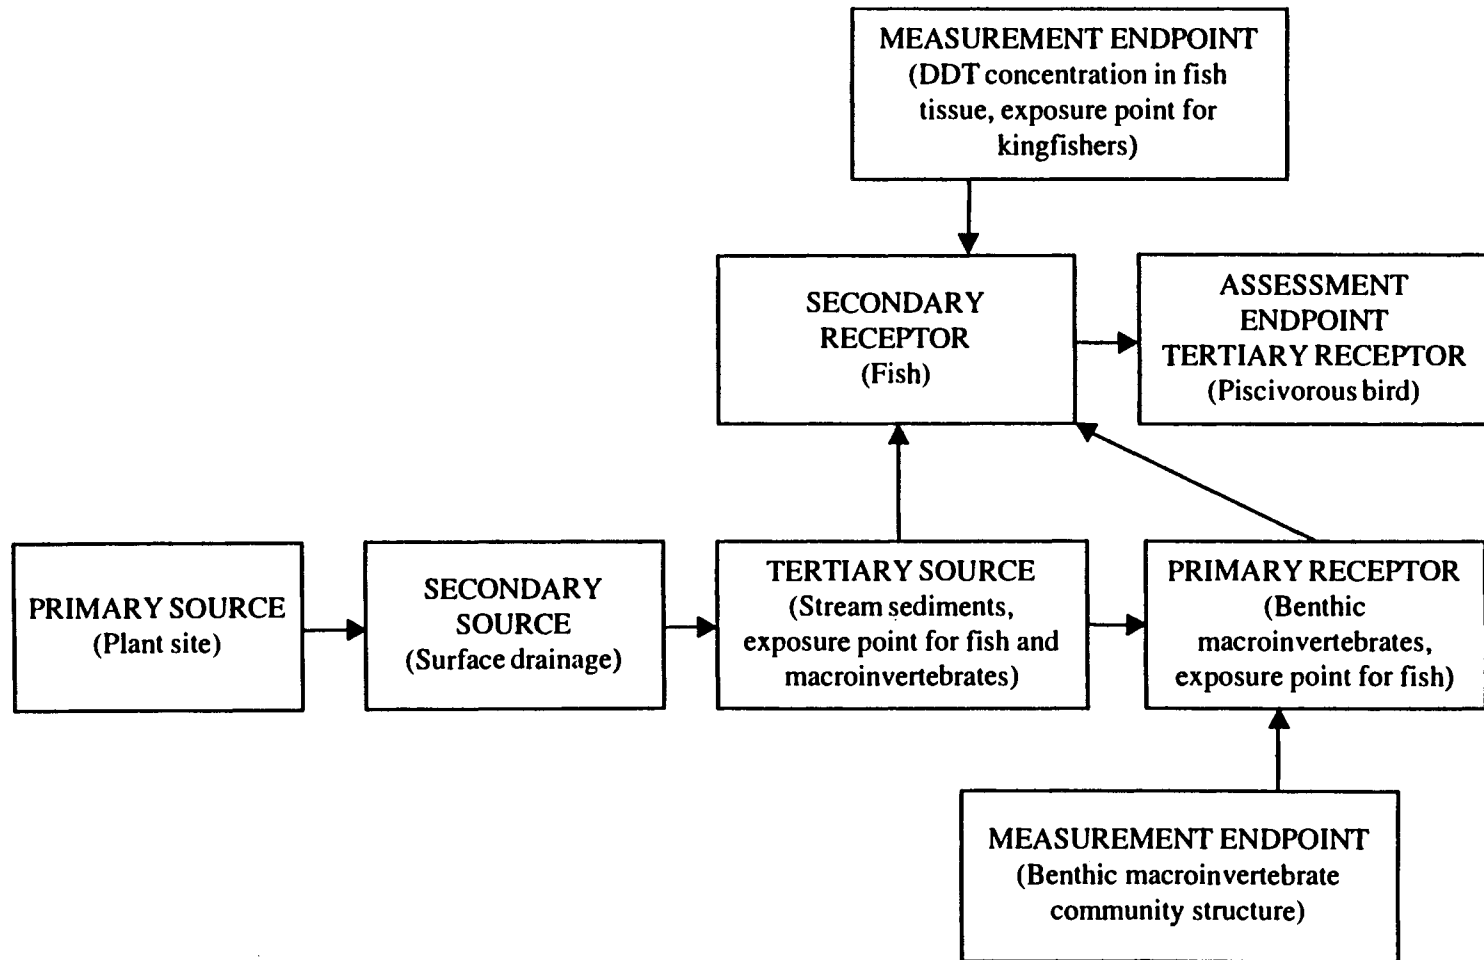 MEASUREMENT ENDPOINT
(DDT concentration in fish
tissue, exposure point for
kingfishers)
SECONDARY
RECEPTOR
(Fish)
ASSESSMENT
ENDPOINT
TERTIARY RECEPTOR
(Piscivorous bird)
PRIMARY SOURCE
(Plant site)
SECONDARY
SOURCE
(Surface drainage)
TERTIARY SOURCE
(Stream sediments,
exposure point for fish and
macroinvertebrates)
PRIMARY RECEPTOR
(Benthic
macroinvertebrates,
exposure point for fish)
MEASUREMENT ENDPOINT
(Benthic macroinvertebrate
community structure)